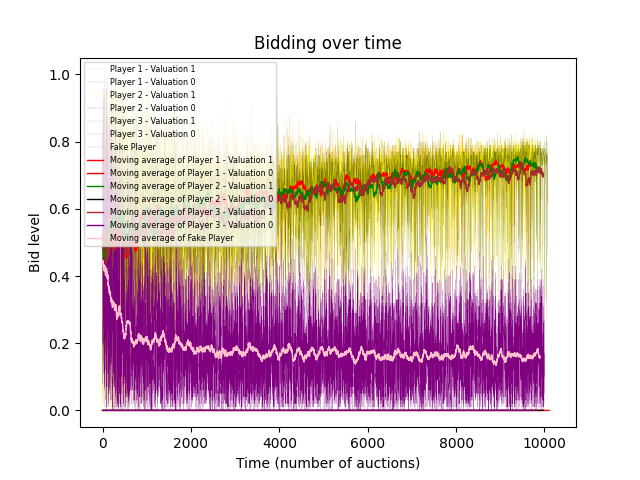 Bidding over time
1.0
0.8
0.6
0.4
0.2
0.0
Bid level
Player 1 - Valuation 1
Player 1 - Valuation 0
Player 2 - Valuation 1
Player 2 - Valuation 0
Player 3 - Valuation 1
Player 3 - Valuation 0
Fake Player
Moving average of Player 1 - Valuation 1
Moving average of Player 1 - Valuation 0
Moving average of Player 2 - Valuation 1
Moving average of Player 2 - Valuation 0
Moving average of Player 3 - Valuation 1
Moving average of Player 3 - Valuation 0
Moving average of Fake Player
0 2000 4000 6000 8000 10000
Time (number of auctions)